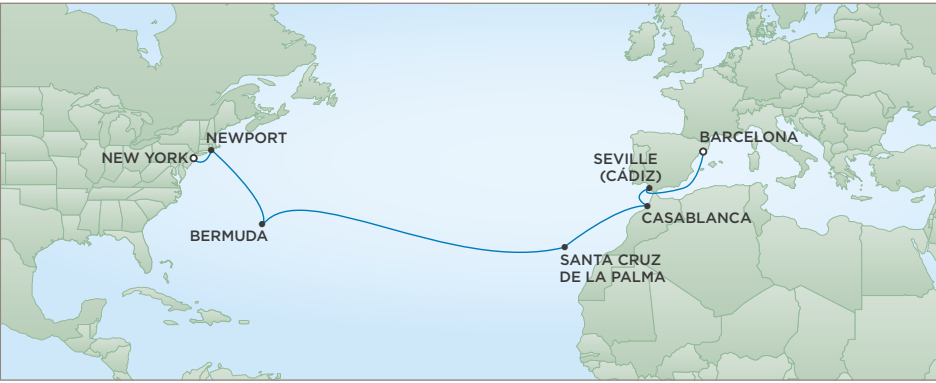 NEWPORT
NEW YORK
BERMUDA
BARCELONA
SEVILLE
(CÁDIZ)
CASABLANCA
SANTA CRUZ
DE LA PALMA